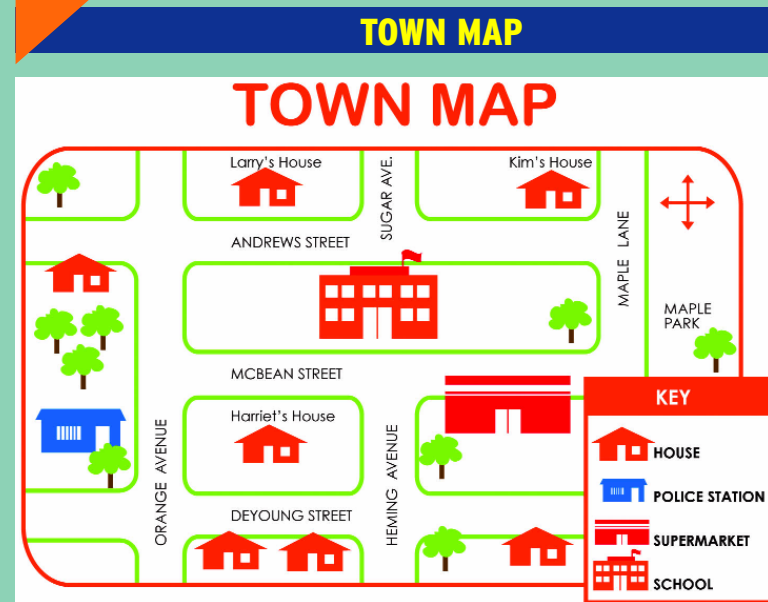 TOWN MAP
TOWN MAP
Larry's House
SUGAR AVE.
Kim's House
ANDREWS STREET
MAPLE LANE
MAPLE
PARK
MCBEAN STREET
Harriet's House
ORANGE AVENUE
HEMING AVENUE
DEYOUNG STREET
KEY
HOUSE
POLICE STATION
SUPERMARKET
SCHOOL